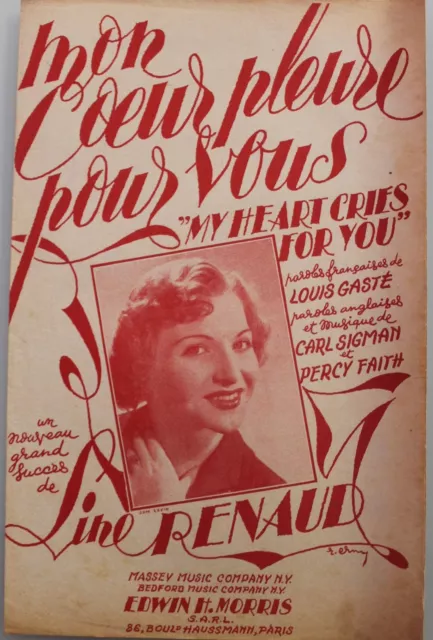 mon
Cœur pleure
pour vous
"MY HEART CRIES
FOR YOU"
paroles françaises de
LOUIS GASTÉ
paroles anglaises
et musique de
CARL SIGMAN
et
PERCY FAITH
un
nouveau
grand
succès
de
Line RENAUD
MASSEY MUSIC COMPANY N.Y.
BEDFORD MUSIC COMPANY N.Y.
EDWIN H. MORRIS
S.A.R.L.
86, BOULD HAUSSMANN, PARIS